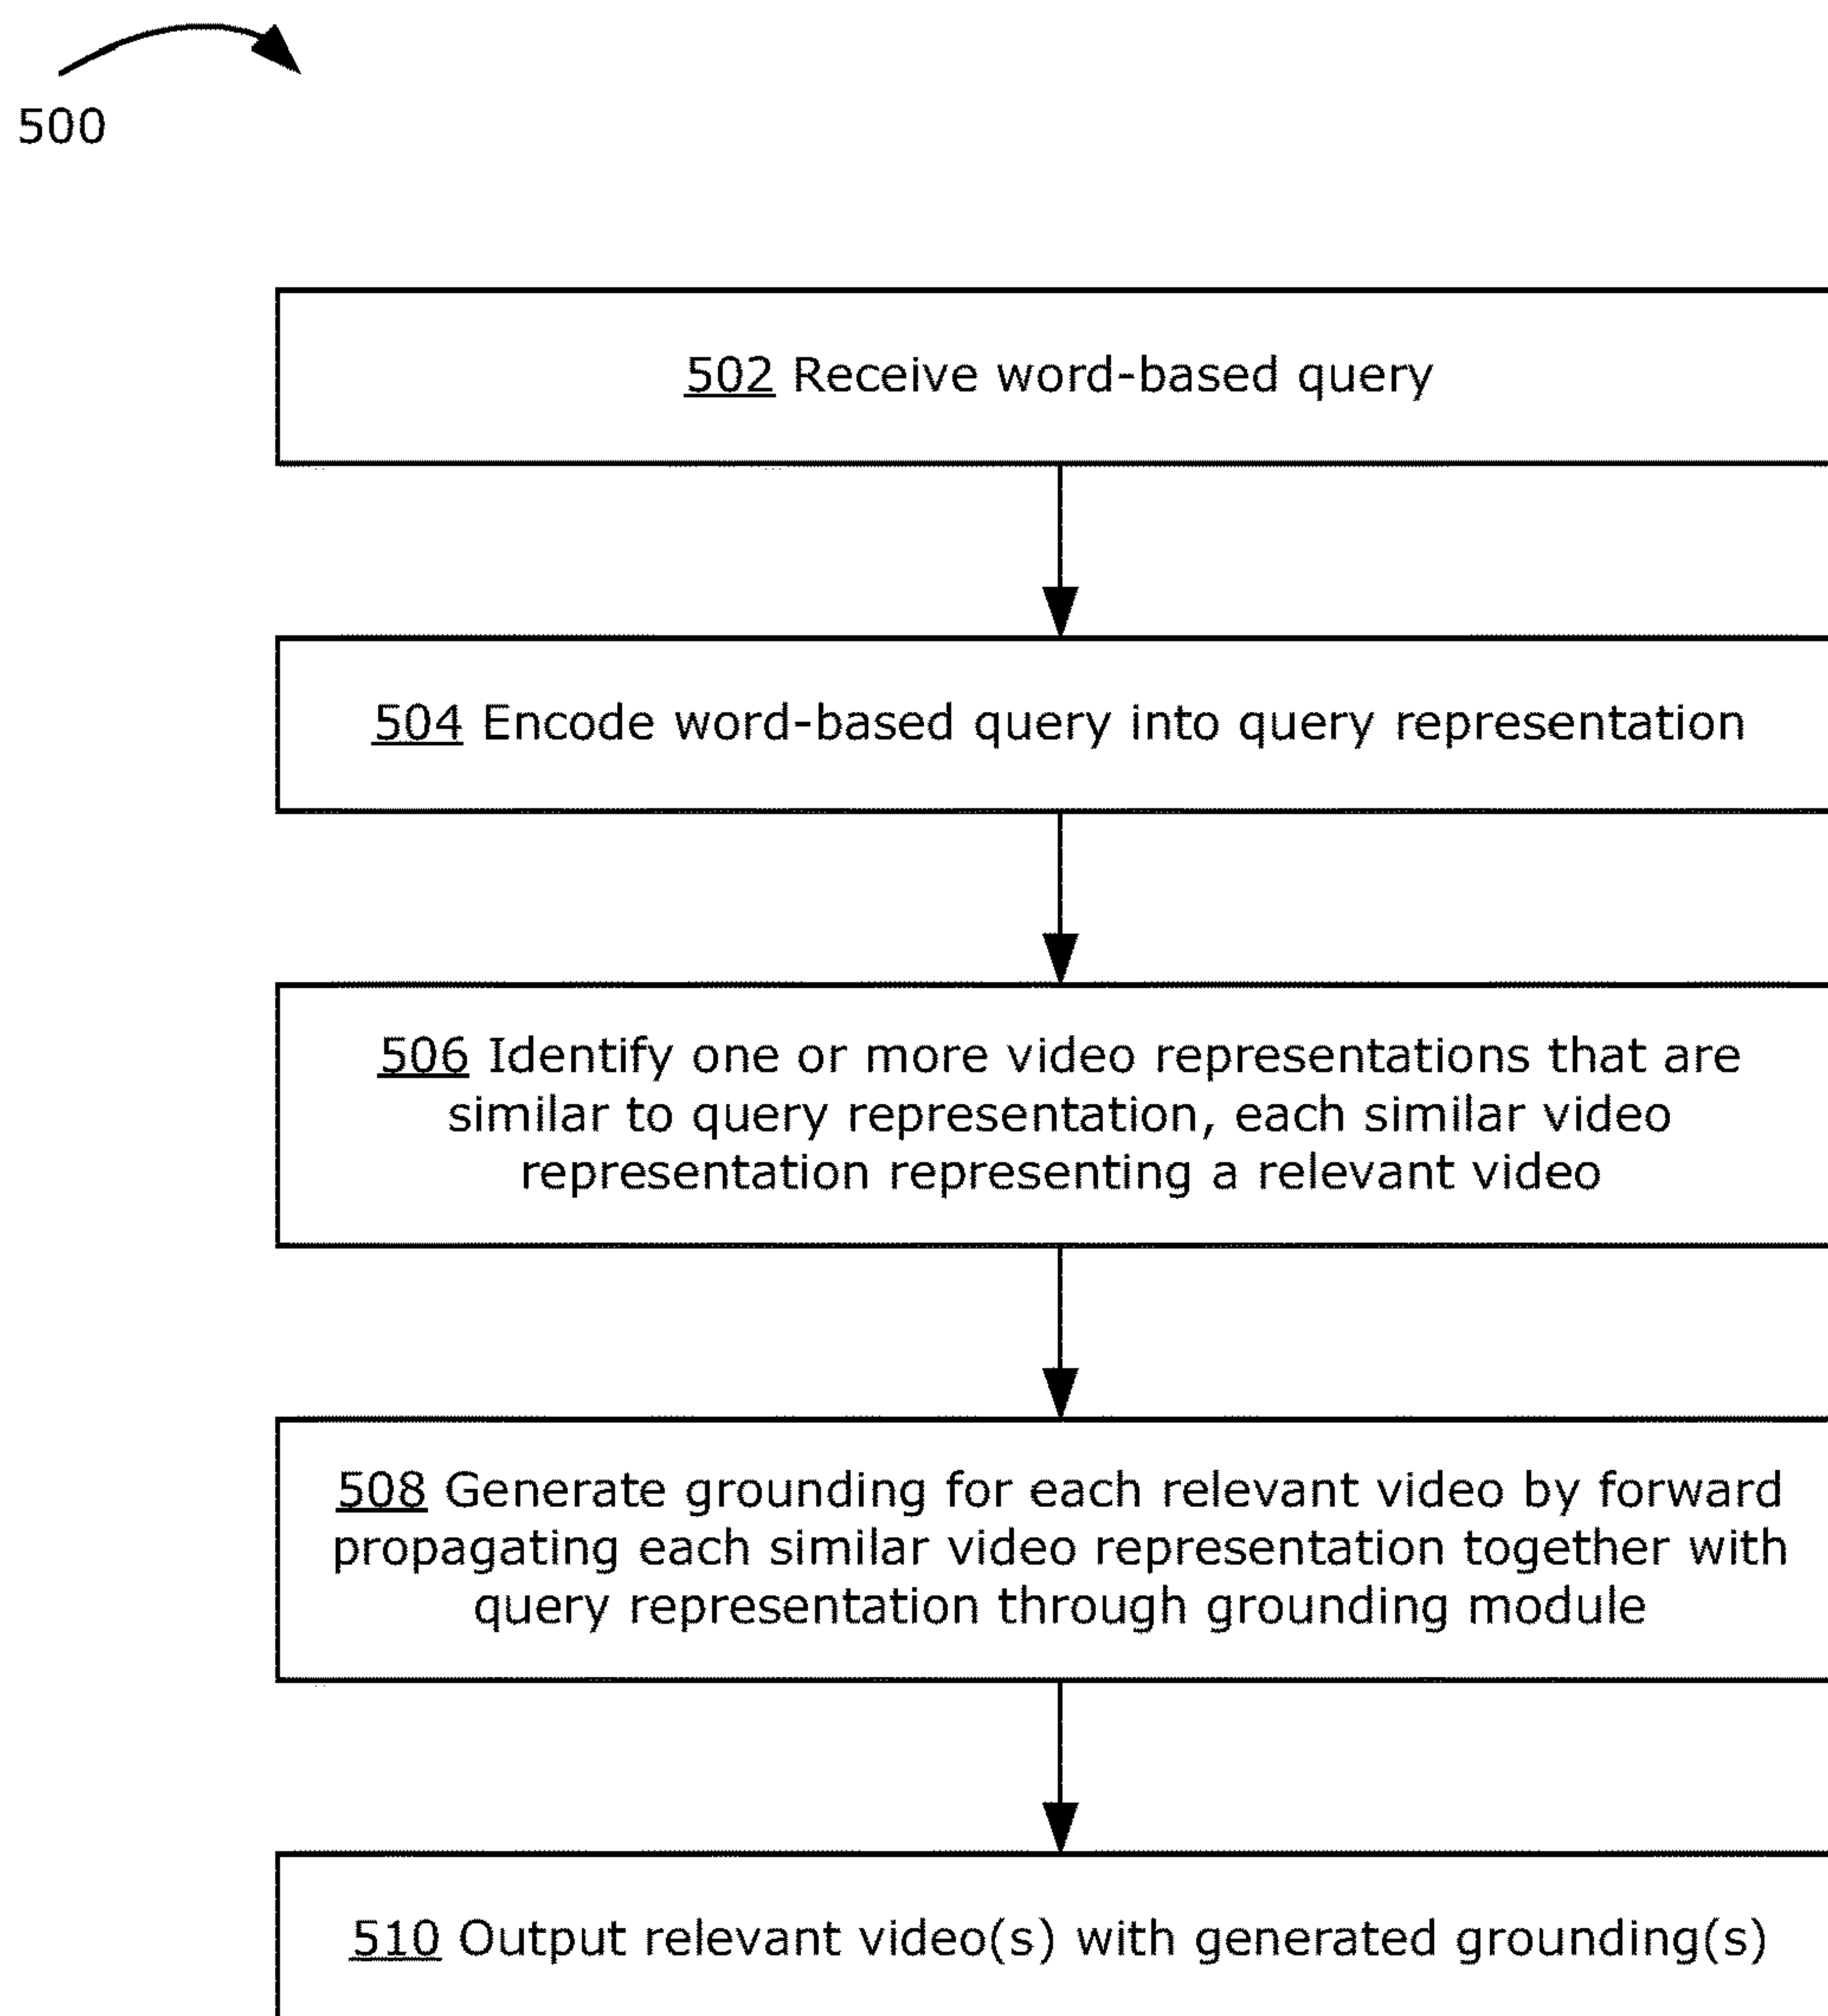 500
502 Receive word-based query
504 Encode word-based query into query representation
506 Identify one or more video representations that are
similar to query representation, each similar video
representation representing a relevant video
508 Generate grounding for each relevant video by forward
propagating each similar video representation together with
query representation through grounding module
510 Output relevant video(s) with generated grounding(s)